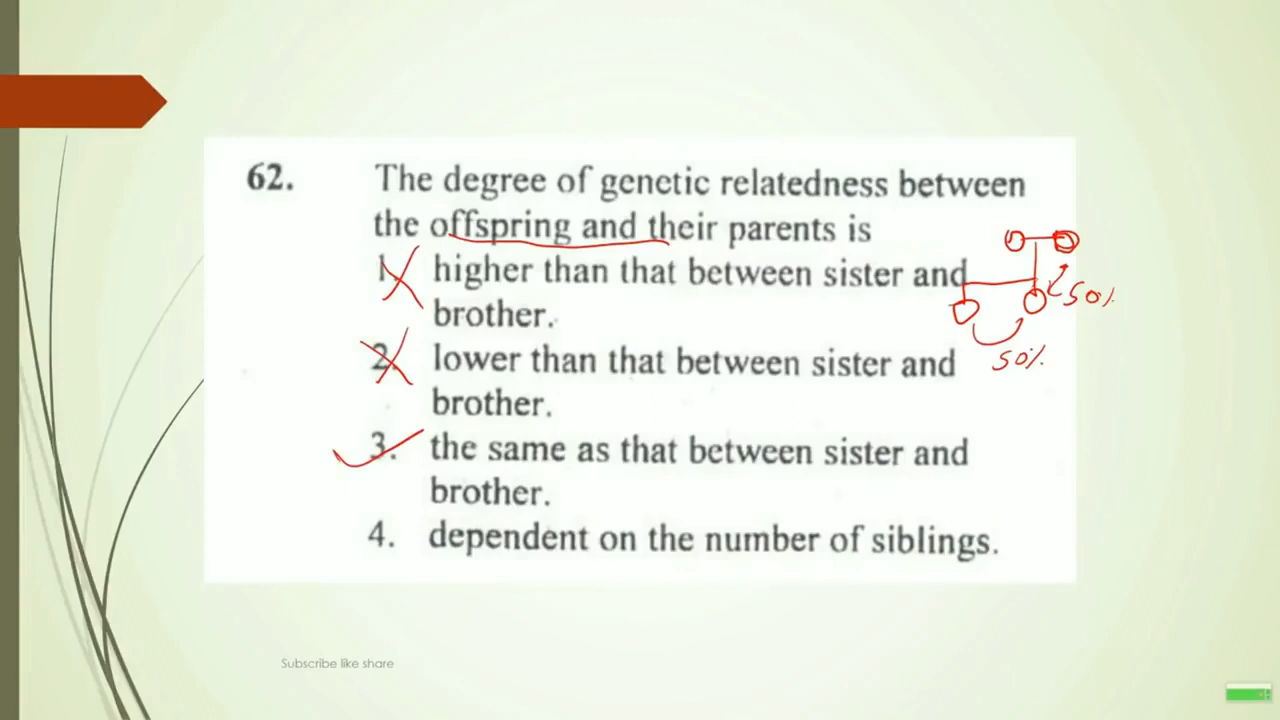 62. The degree of genetic relatedness between
the offspring and their parents is
1. higher than that between sister and
brother.
50%
2. lower than that between sister and
50%
brother.
3. the same as that between sister and
brother.
4. dependent on the number of siblings.
Subscribe like share